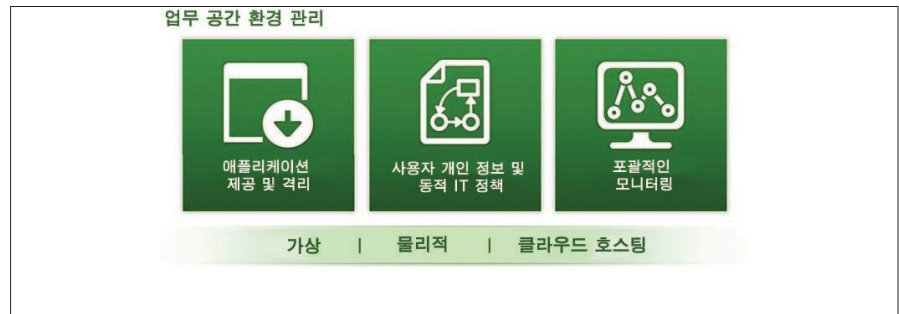 업무 공간 환경 관리
애플리케이션
제공 및 격리
사용자 개인 정보 및
동적 IT 정책
포괄적인
모니터링
가상 | 물리적 | 클라우드 호스팅